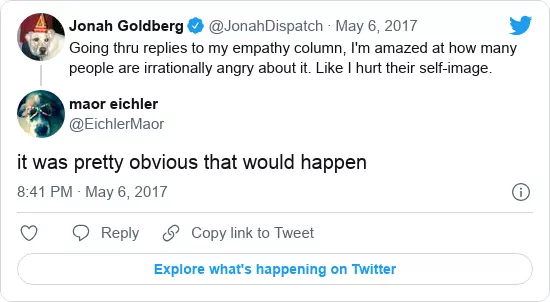 Jonah Goldberg @JonahDispatch · May 6, 2017
Going thru replies to my empathy column, I'm amazed at how many
people are irrationally angry about it. Like I hurt their self-image.
maor eichler
@EichlerMaor
it was pretty obvious that would happen
8:41 PM · May 6, 2017
Reply
Copy link to Tweet
Explore what's happening on Twitter